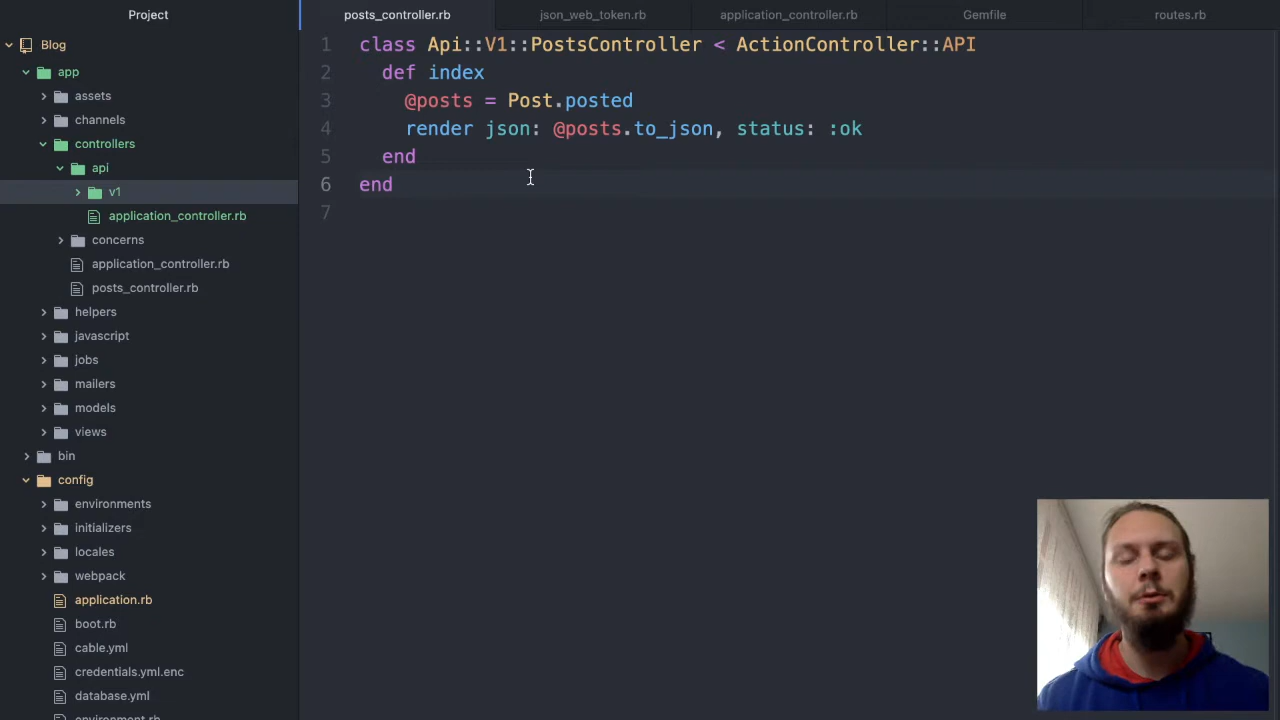 Project
posts_controller.rb
json_web_token.rb
application_controller.rb
Gemfile
routes.rb
Blog
app
assets
channels
controllers
api
v1
application_controller.rb
concerns
application_controller.rb
posts_controller.rb
helpers
javascript
jobs
mailers
models
views
bin
config
environments
initializers
locales
webpack
application.rb
boot.rb
cable.yml
credentials.yml.enc
database.yml
environment.rb
1 class Api::V1::PostsController < ActionController::API
2 def index
3 @posts = Post.posted
4 render json: @posts.to_json, status: :ok
5 end
6 end
7